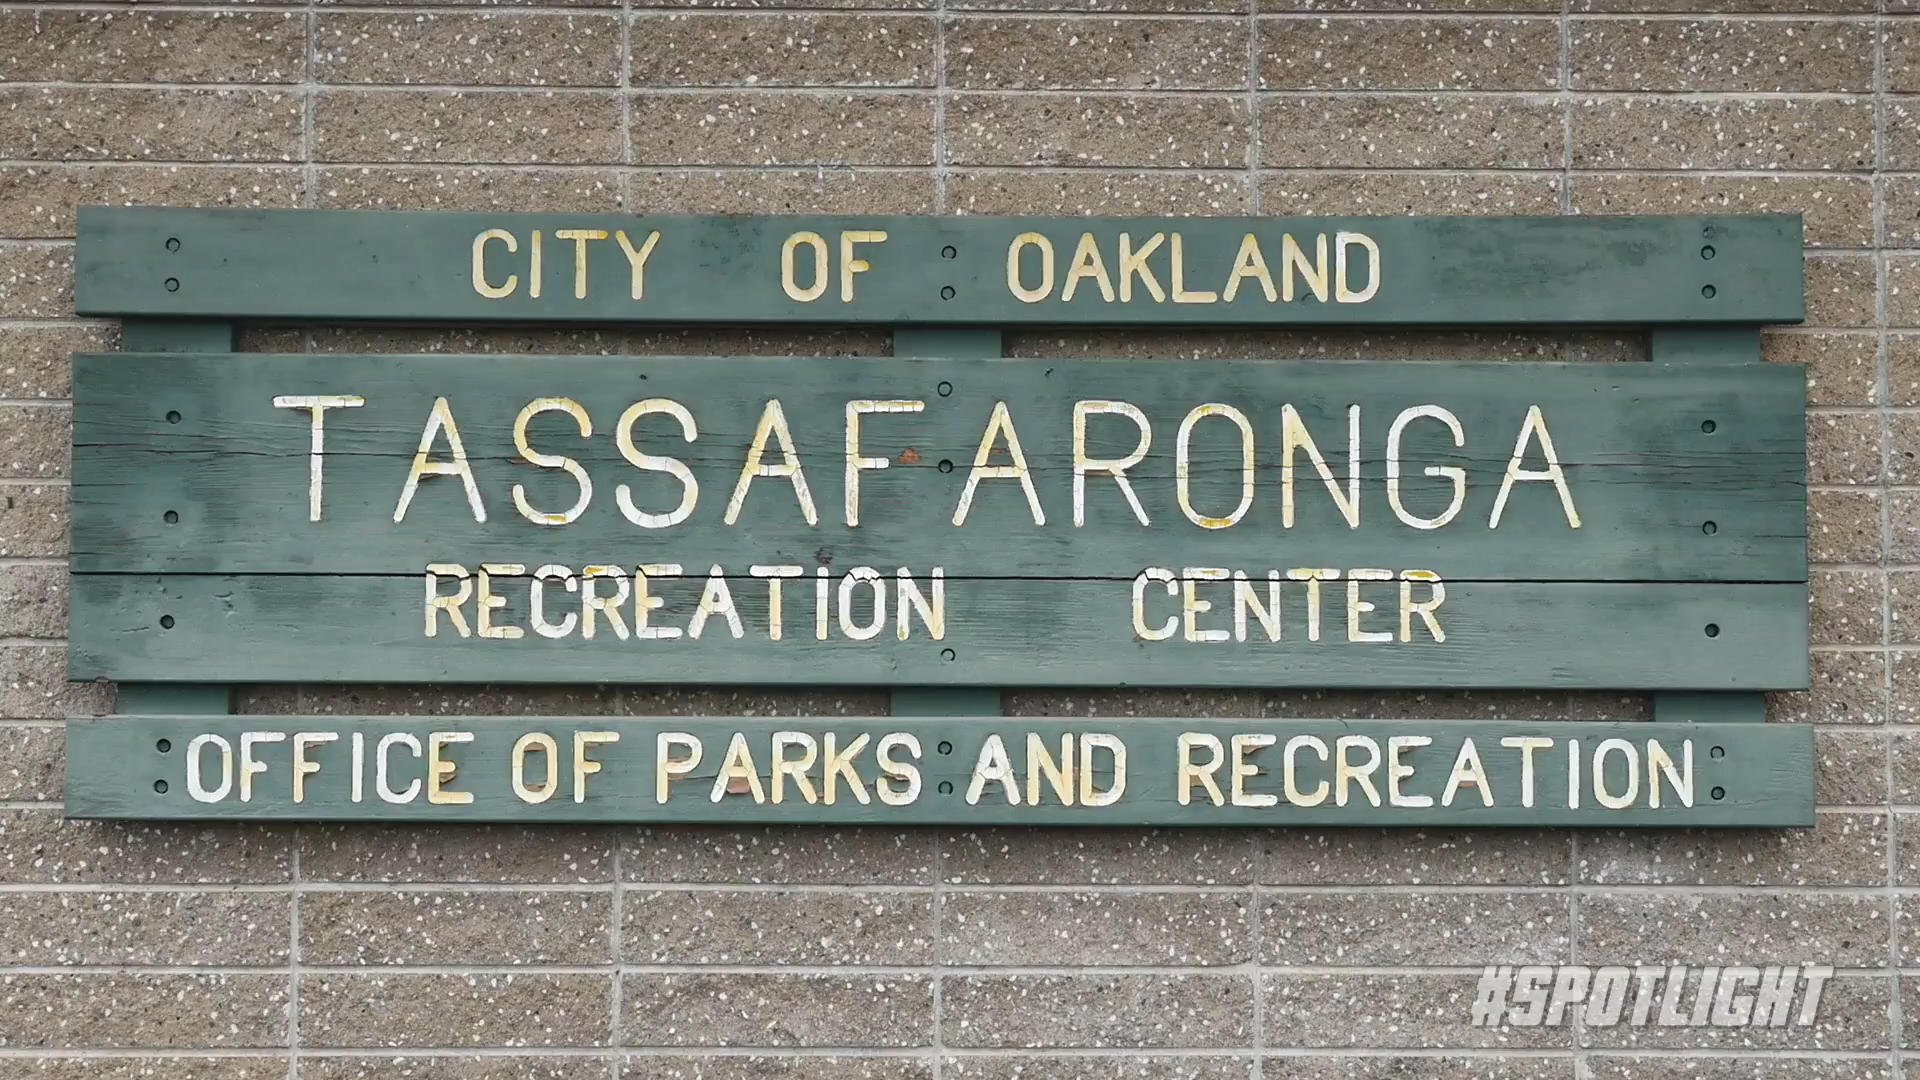 CITY OF OAKLAND
TASSAFARONGA
RECREATION CENTER
OFFICE OF PARKS AND RECREATION
#SPOTLIGHT